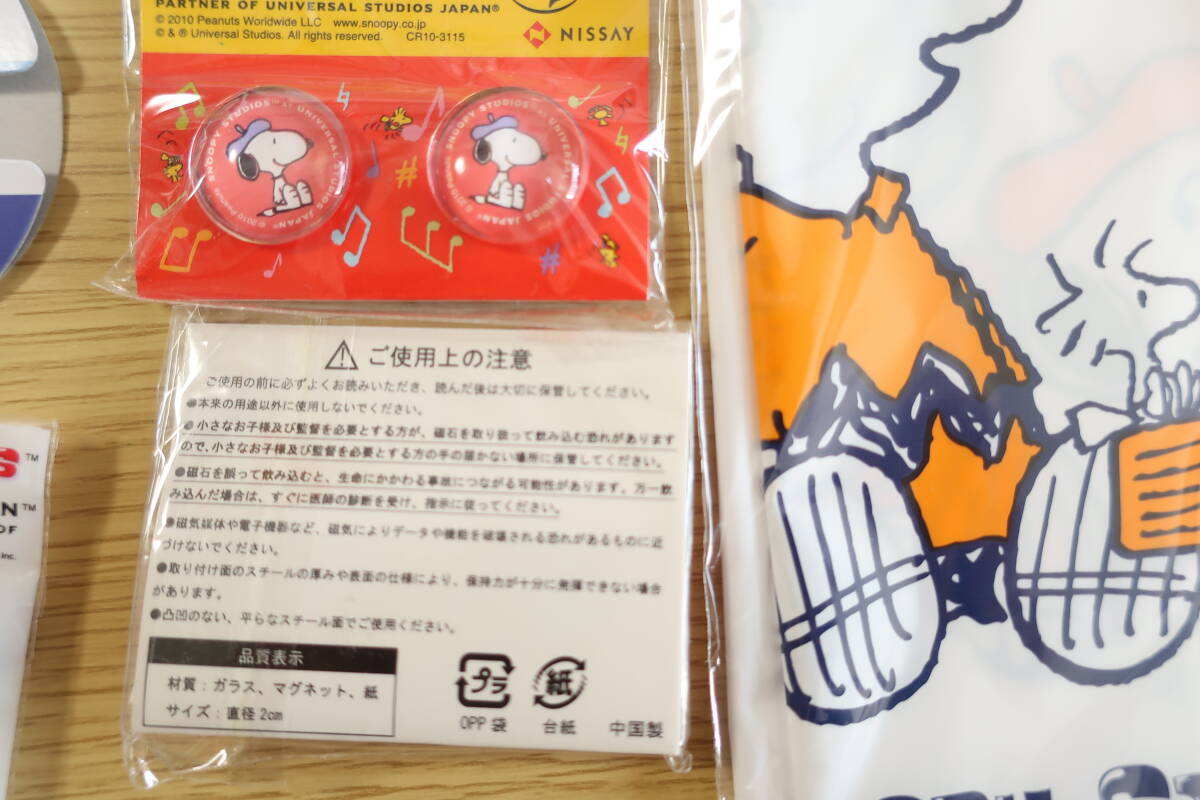 PARTNER OF UNIVERSAL STUDIOS JAPAN®
© 2010 Peanuts Worldwide LLC www.snoopy.co.jp
© & ® Universal Studios. All rights reserved. CR10-3115
NISSAY
SNOOPY STUDIOS™ AT UNIVERSAL STUDIOS JAPAN® © 2010 Peanuts
SNOOPY STUDIOS™ AT UNIVERSAL STUDIOS JAPAN® © 2010 Peanuts
ご使用上の注意
ご使用の前に必ずよくお読みいただき、読んだ後は大切に保管してください。
●本来の用途以外に使用しないでください。
●小さなお子様及び監督を必要とする方が、磁石を取り扱って飲み込む恐れがあります
ので、小さなお子様及び監督を必要とする方の手の届かない場所に保管してください。
●磁石を誤って飲み込むと、生命にかかわる事故につながる可能性があります。万一飲
み込んだ場合は、すぐに医師の診断を受け、指示に従ってください。
●磁気媒体や電子機器など、磁気によりデータや機能を破壊される恐れがあるものに近
づけないでください。
●取り付け面のスチールの厚みや表面の仕様により、保持力が十分に発揮できない場合
があります。
●凸凹のない、平らなスチール面でご使用ください。
品質表示
材質：ガラス、マグネット、紙
サイズ：直径2cm
プラ
OPP袋
紙
台紙
中国製
S™
N™
OF
Inc.